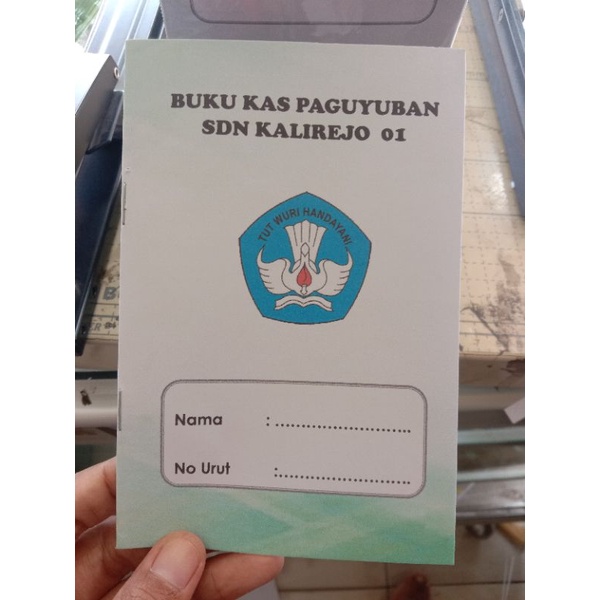 BUKU KAS PAGUYUBAN
SDN KALIREJO 01
TUT WURI HANDAYANI
Nama : ..............................
No Urut :..............................